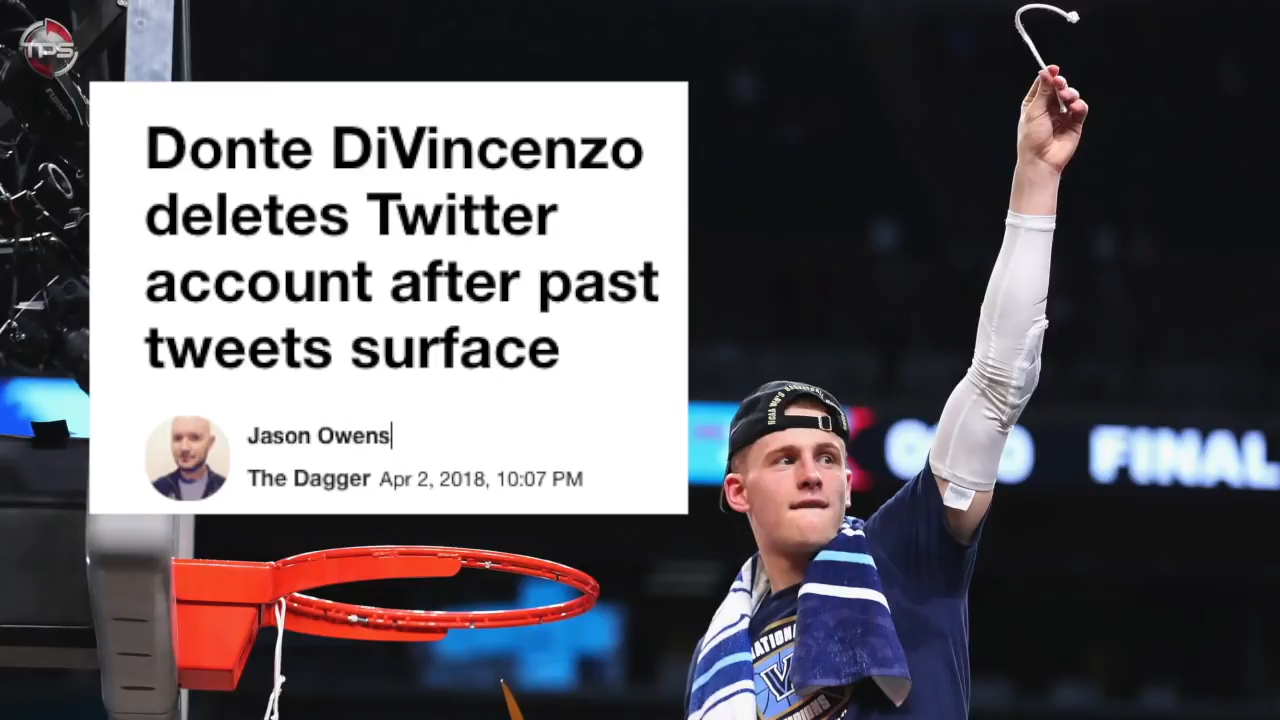 TPS
Donte DiVincenzo
deletes Twitter
account after past
tweets surface
Jason Owens
The Dagger Apr 2, 2018, 10:07 PM
FINAL
V